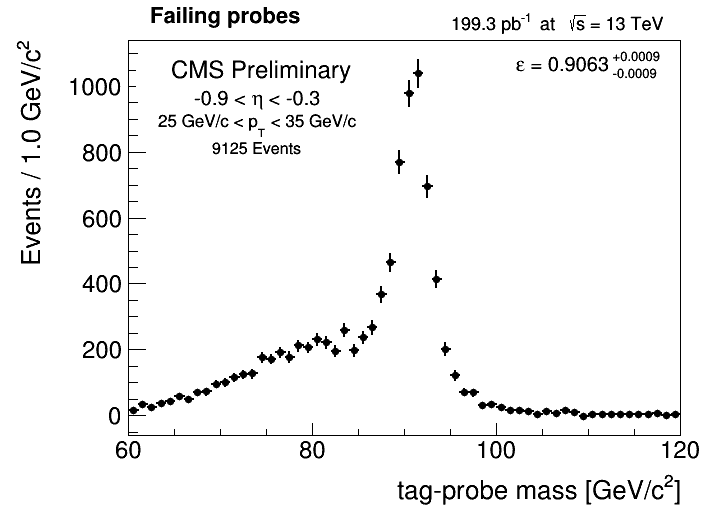 Failing probes
199.3 pb⁻¹ at √s = 13 TeV
CMS Preliminary
-0.9 < η < -0.3
25 GeV/c < p_T < 35 GeV/c
9125 Events
ε = 0.9063 +0.0009 -0.0009
Events / 1.0 GeV/c²
1000
800
600
400
200
0
60 80 100 120
tag-probe mass [GeV/c²]